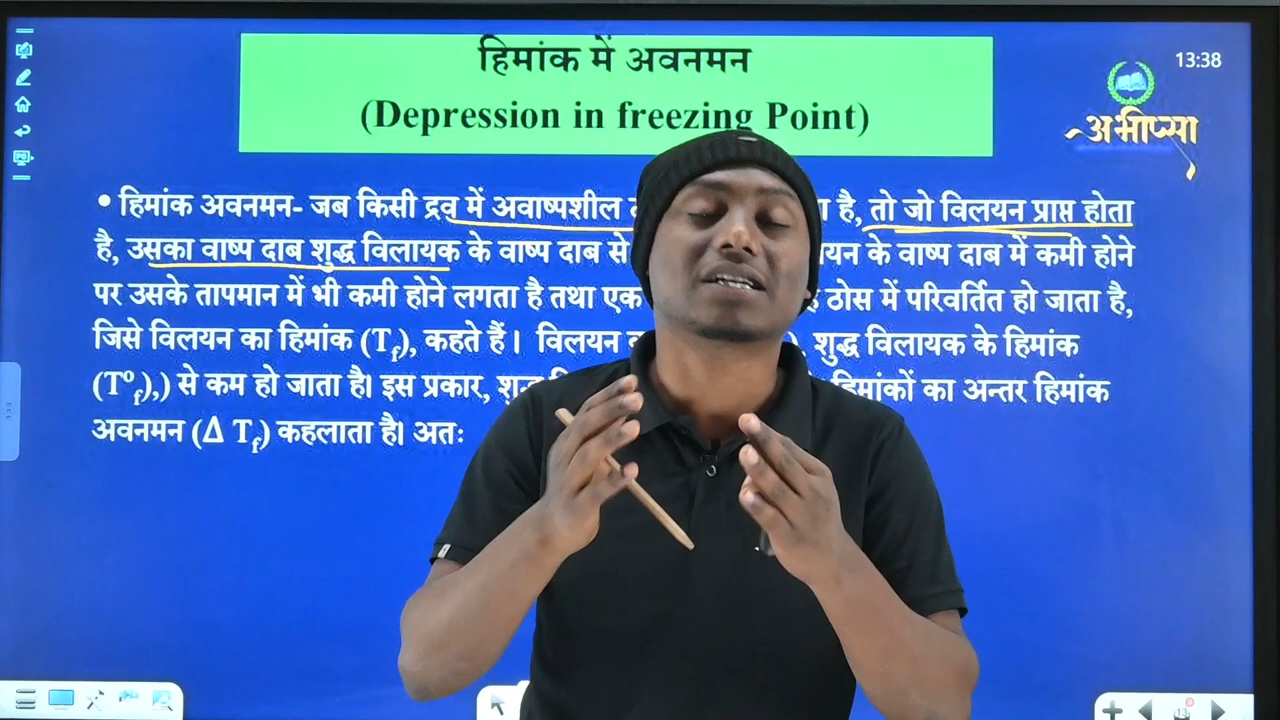 हिमांक में अवनमन
(Depression in freezing Point)
13:38
अभीप्सा
• हिमांक अवनमन- जब किसी द्रव में अवाष्पशील है, तो जो विलयन प्राप्त होता
है, उसका वाष्प दाब शुद्ध विलायक के वाष्प दाब से के वाष्प दाब में कमी होने
पर उसके तापमान में भी कमी होने लगता है तथा एक ठोस में परिवर्तित हो जाता है,
जिसे विलयन का हिमांक (Tf), कहते हैं। विलयन शुद्ध विलायक के हिमांक
(Tºf),) से कम हो जाता है। इस प्रकार, हिमांकों का अन्तर हिमांक
अवनमन (Δ Tf) कहलाता है। अतः
13